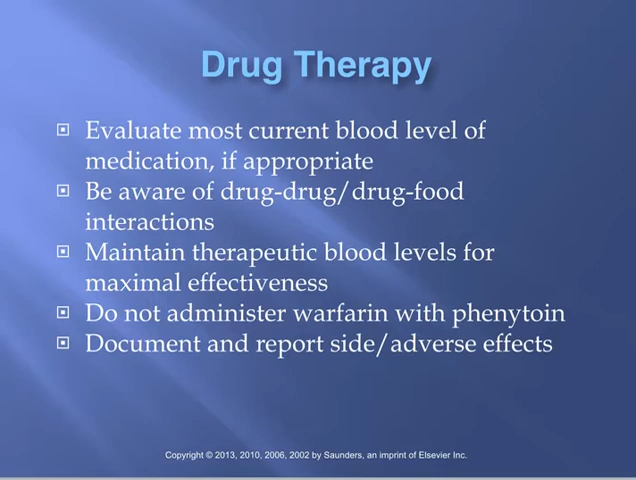 Drug Therapy
Evaluate most current blood level of
medication, if appropriate
Be aware of drug-drug/drug-food
interactions
Maintain therapeutic blood levels for
maximal effectiveness
Do not administer warfarin with phenytoin
Document and report side/adverse effects
Copyright © 2013, 2010, 2006, 2002 by Saunders, an imprint of Elsevier Inc.